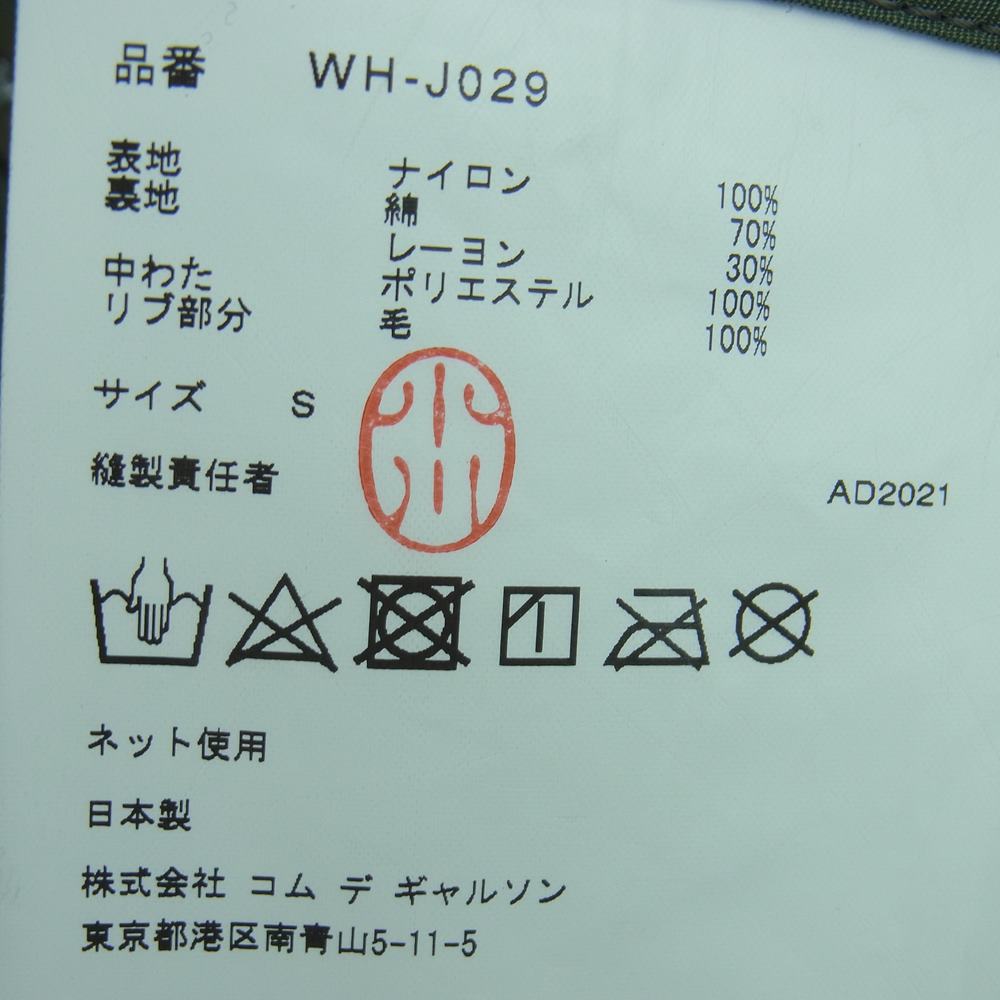 品番 WH-J029
表地 ナイロン 100%
裏地 綿 70%
レーヨン 30%
中わた ポリエステル 100%
リブ部分 毛 100%
サイズ S
縫製責任者
AD2021
ネット使用
日本製
株式会社 コム デ ギャルソン
東京都港区南青山5-11-5